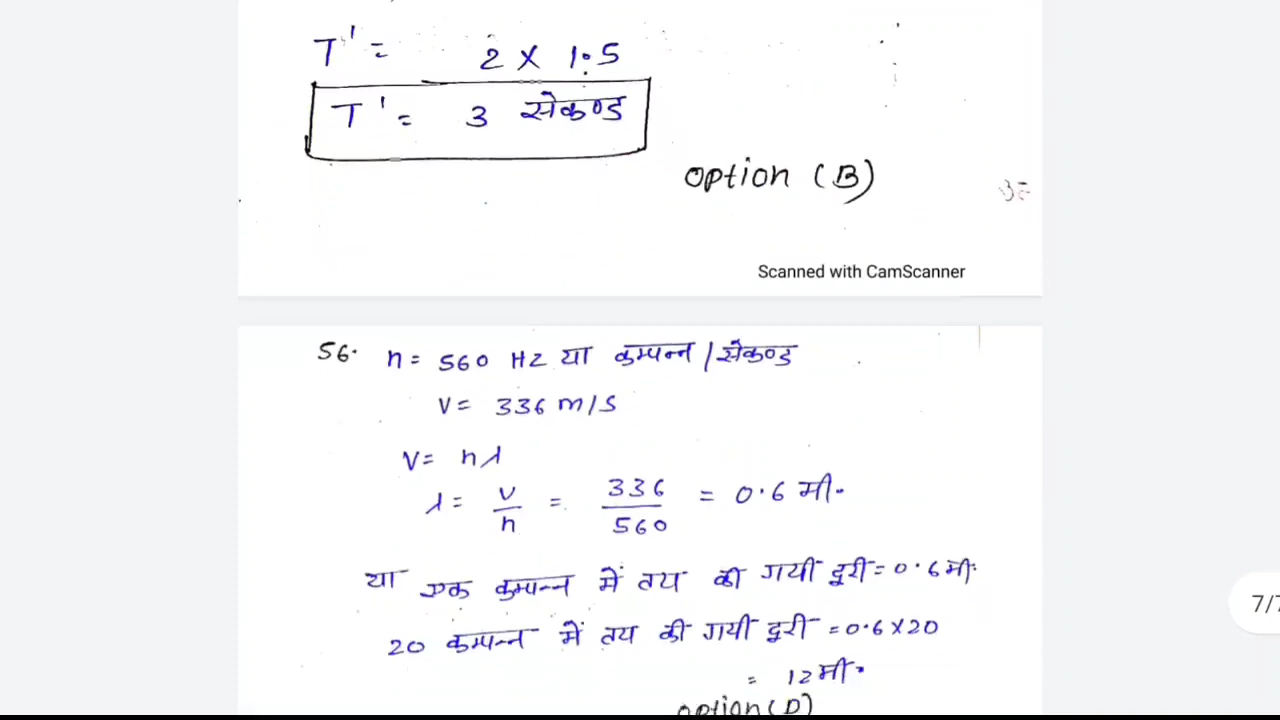 T' = 2 × 1.5
T' = 3 सेकण्ड
option (B)
Scanned with CamScanner
56. n = 560 Hz या कम्पन्न / सेकण्ड
V = 336 m/s
V = nλ
λ = v/n = 336/560 = 0.6 मी.
या एक कम्पन्न में तय की गयी दूरी = 0.6 मी.
20 कम्पन्न में तय की गयी दूरी = 0.6 × 20
= 12 मी.
option (D)
7/7